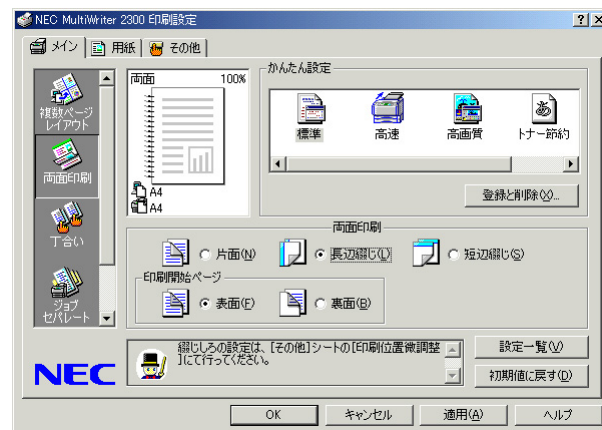 NEC MultiWriter 2300 印刷設定
メイン
用紙
その他
複数ページ
レイアウト
両面印刷
丁合い
ジョブ
セパレート
両面 100%
A4
A4
かんたん設定
標準
高速
高画質
トナー節約
登録と削除(X)...
両面印刷
片面(N)
長辺綴じ(L)
短辺綴じ(S)
印刷開始ページ
表面(F)
裏面(B)
NEC
綴じしろの設定は、[その他]シートの[印刷位置微調整
]にて行ってください。
設定一覧(V)
初期値に戻す(D)
OK
キャンセル
適用(A)
ヘルプ